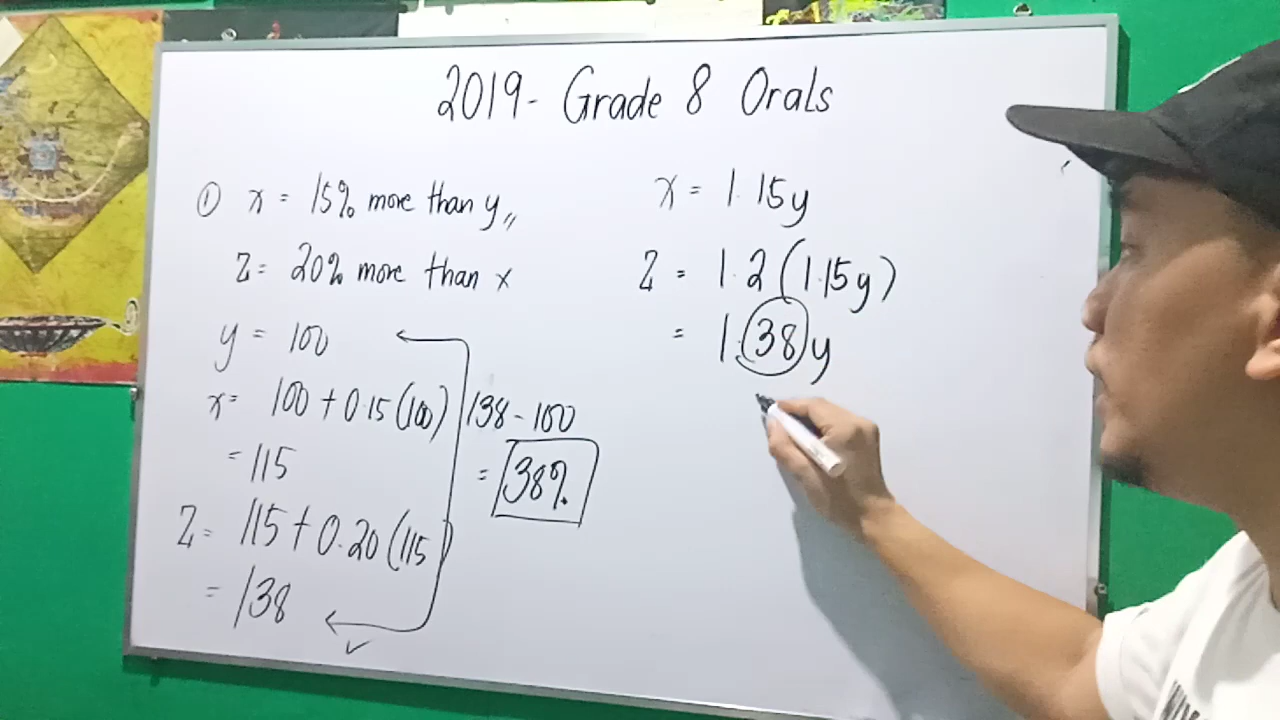 2019 - Grade 8 Orals
① x = 15% more than y,,
Z = 20% more than x
y = 100
x = 100 + 0.15(100)
= 115
Z = 115 + 0.20(115)
= 138
138 - 100
= 38%
x = 1.15y
Z = 1.2(1.15y)
= 1.38y